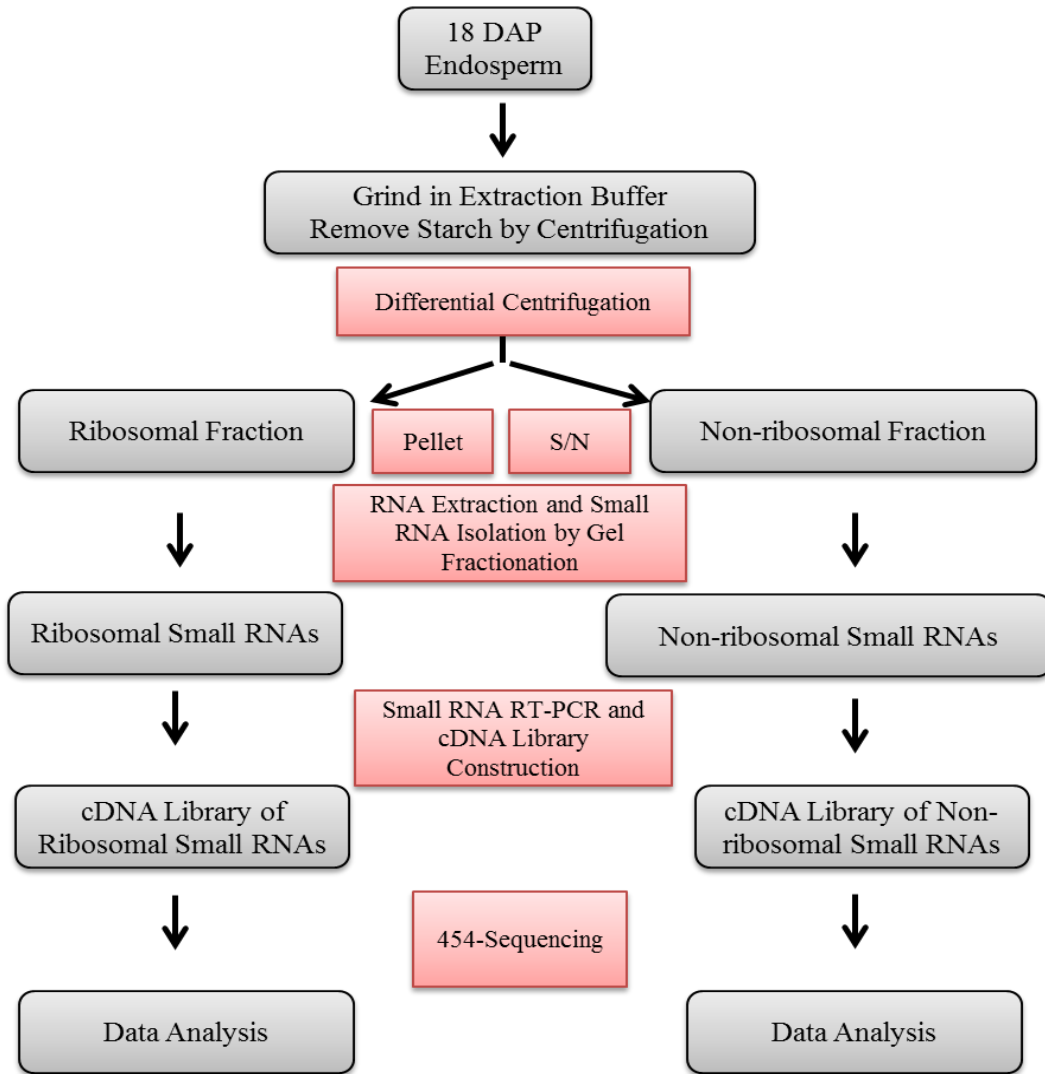 18 DAP
Endosperm
Grind in Extraction Buffer
Remove Starch by Centrifugation
Differential Centrifugation
Ribosomal Fraction
Pellet
S/N
Non-ribosomal Fraction
RNA Extraction and Small
RNA Isolation by Gel
Fractionation
Ribosomal Small RNAs
Non-ribosomal Small RNAs
Small RNA RT-PCR and
cDNA Library
Construction
cDNA Library of
Ribosomal Small RNAs
cDNA Library of Non-
ribosomal Small RNAs
454-Sequencing
Data Analysis
Data Analysis